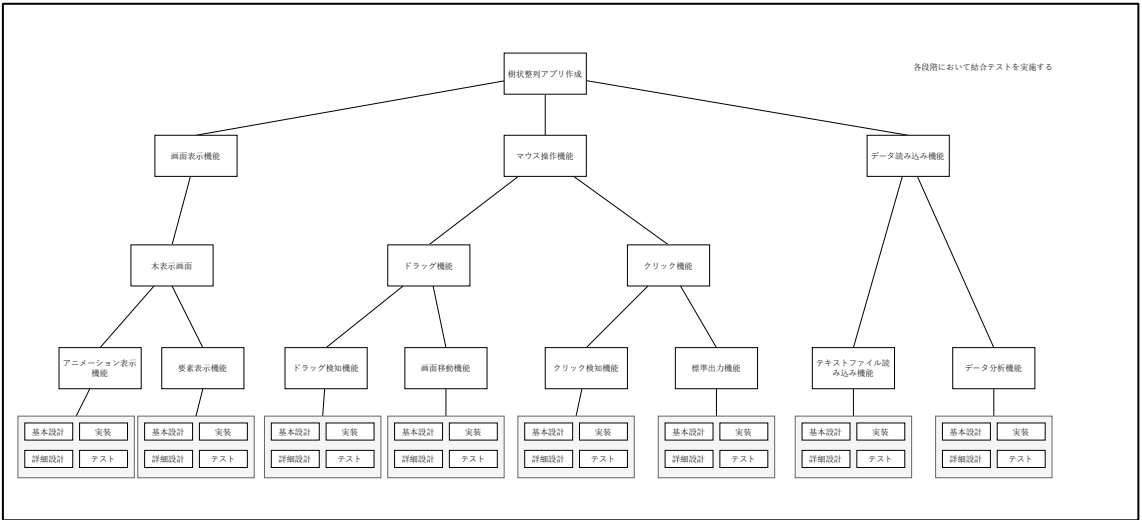 樹状整列アプリ作成
各段階において結合テストを実施する
画面表示機能
マウス操作機能
データ読み込み機能
木表示画面
ドラッグ機能
クリック機能
アニメーション表示
機能
要素表示機能
ドラッグ検知機能
画面移動機能
クリック検知機能
標準出力機能
テキストファイル読
み込み機能
データ分析機能
基本設計
実装
詳細設計
テスト
基本設計
実装
詳細設計
テスト
基本設計
実装
詳細設計
テスト
基本設計
実装
詳細設計
テスト
基本設計
実装
詳細設計
テスト
基本設計
実装
詳細設計
テスト
基本設計
実装
詳細設計
テスト
基本設計
実装
詳細設計
テスト